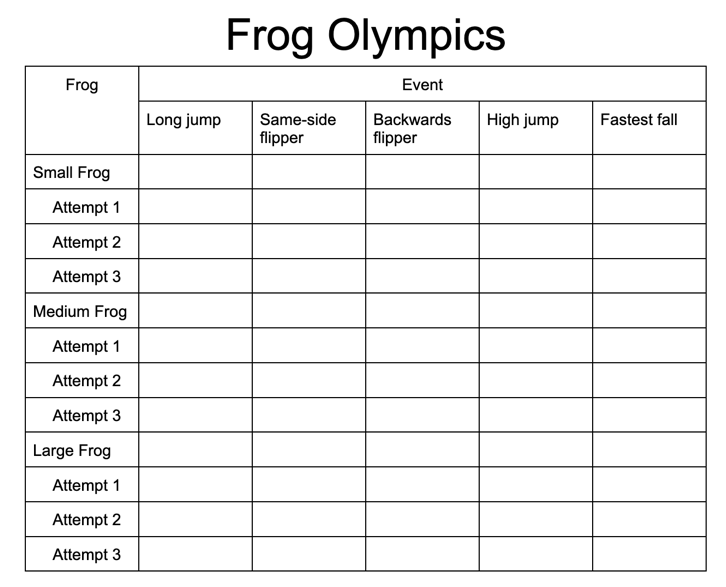 Frog Olympics
Frog
Event
Long jump
Same-side
flipper
Backwards
flipper
High jump
Fastest fall
Small Frog
Attempt 1
Attempt 2
Attempt 3
Medium Frog
Attempt 1
Attempt 2
Attempt 3
Large Frog
Attempt 1
Attempt 2
Attempt 3